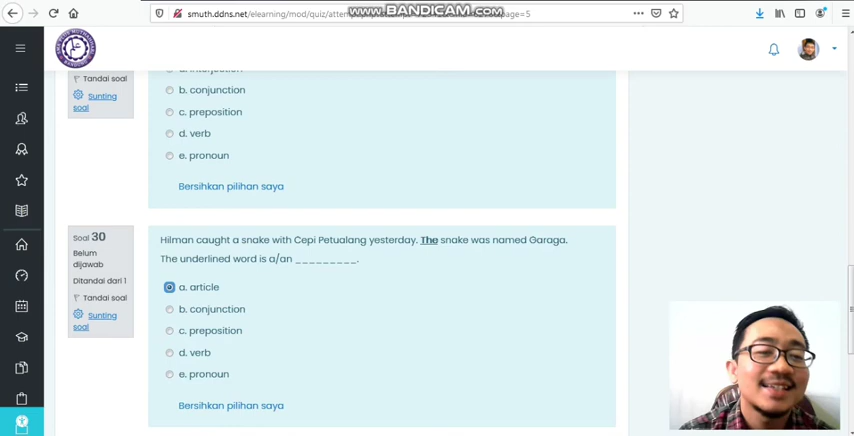 www.BANDICAM.com
smuth.ddns.net/elearning/mod/quiz/attem
page=5
Tandai soal
Sunting
soal
a. interjection
b. conjunction
c. preposition
d. verb
e. pronoun
Bersihkan pilihan saya
Soal 30
Belum
dijawab
Ditandai dari 1
Tandai soal
Sunting
soal
Hilman caught a snake with Cepi Petualang yesterday. The snake was named Garaga.
The underlined word is a/an _________.
a. article
b. conjunction
c. preposition
d. verb
e. pronoun
Bersihkan pilihan saya